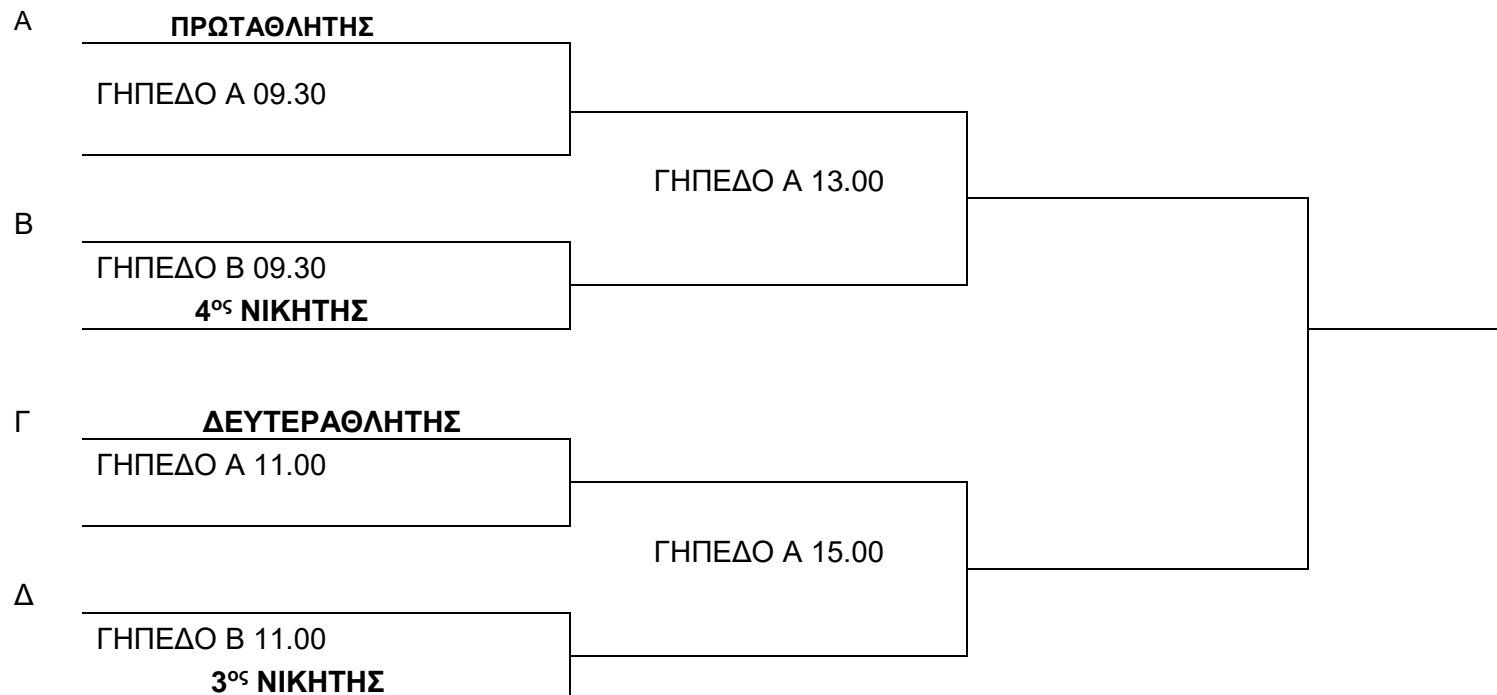 Α
ΠΡΩΤΑΘΛΗΤΗΣ
ΓΗΠΕΔΟ Α 09.30
ΓΗΠΕΔΟ Α 13.00
Β
ΓΗΠΕΔΟ Β 09.30
4ος ΝΙΚΗΤΗΣ
Γ
ΔΕΥΤΕΡΑΘΛΗΤΗΣ
ΓΗΠΕΔΟ Α 11.00
ΓΗΠΕΔΟ Α 15.00
Δ
ΓΗΠΕΔΟ Β 11.00
3ος ΝΙΚΗΤΗΣ